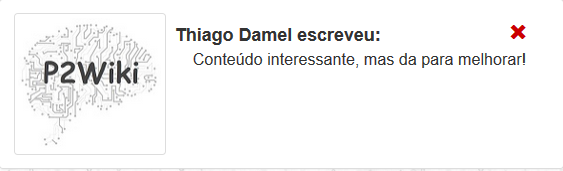 P2Wiki
Thiago Damel escreveu:
Conteúdo interessante, mas da para melhorar!